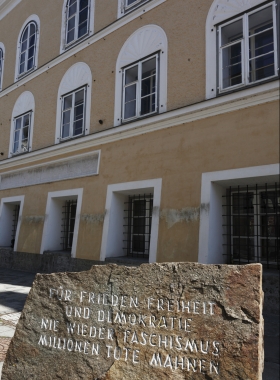 FÜR FRIEDEN FREIHEIT
UND DEMOKRATIE
NIE WIEDER FASCHISMUS
MILLIONEN TOTE MAHNEN